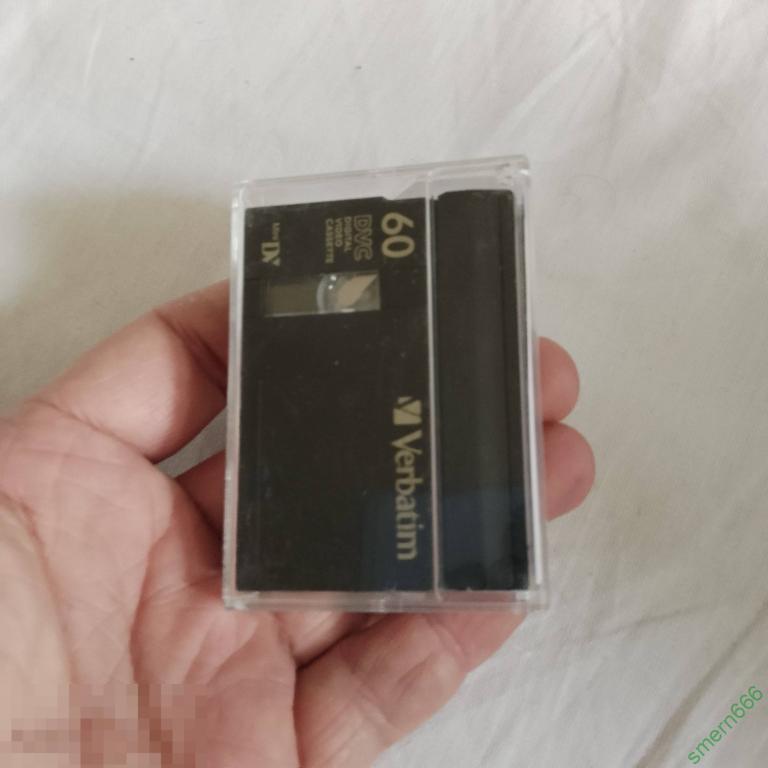 60
DVC
DIGITAL
VIDEO
CASSETTE
Mini DV
Verbatim
smern666